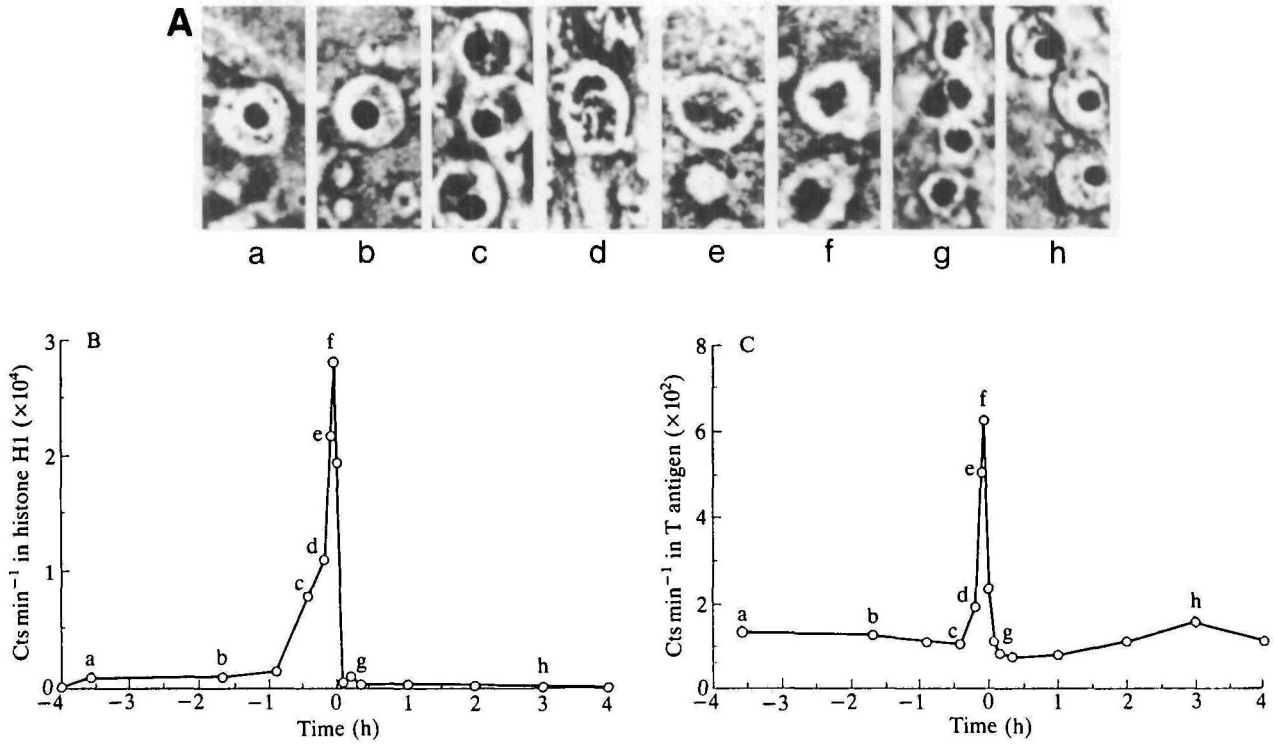 A
a b c d e f g h
B
Cts min⁻¹ in histone H1 (×10⁴)
3
2
1
0
a b c d e f g h
−4 −3 −2 −1 0 1 2 3 4
Time (h)
C
Cts min⁻¹ in T antigen (×10²)
8
6
4
2
0
a b c d e f g h
−4 −3 −2 −1 0 1 2 3 4
Time (h)